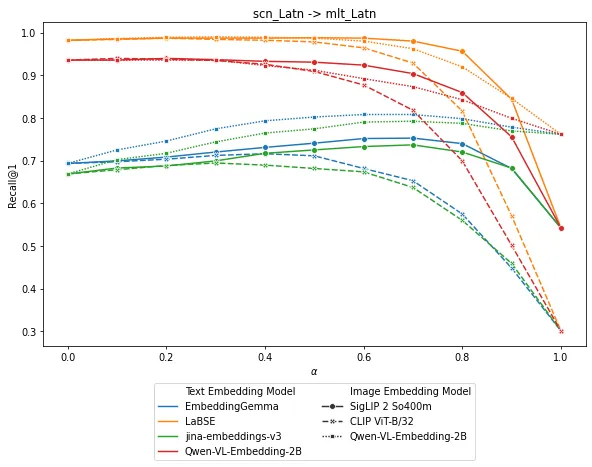 scn_Latn -> mlt_Latn
Recall@1
1.0
0.9
0.8
0.7
0.6
0.5
0.4
0.3
0.0 0.2 0.4 0.6 0.8 1.0
α
Text Embedding Model
EmbeddingGemma
LaBSE
jina-embeddings-v3
Qwen-VL-Embedding-2B
Image Embedding Model
SigLIP 2 So400m
CLIP ViT-B/32
Qwen-VL-Embedding-2B